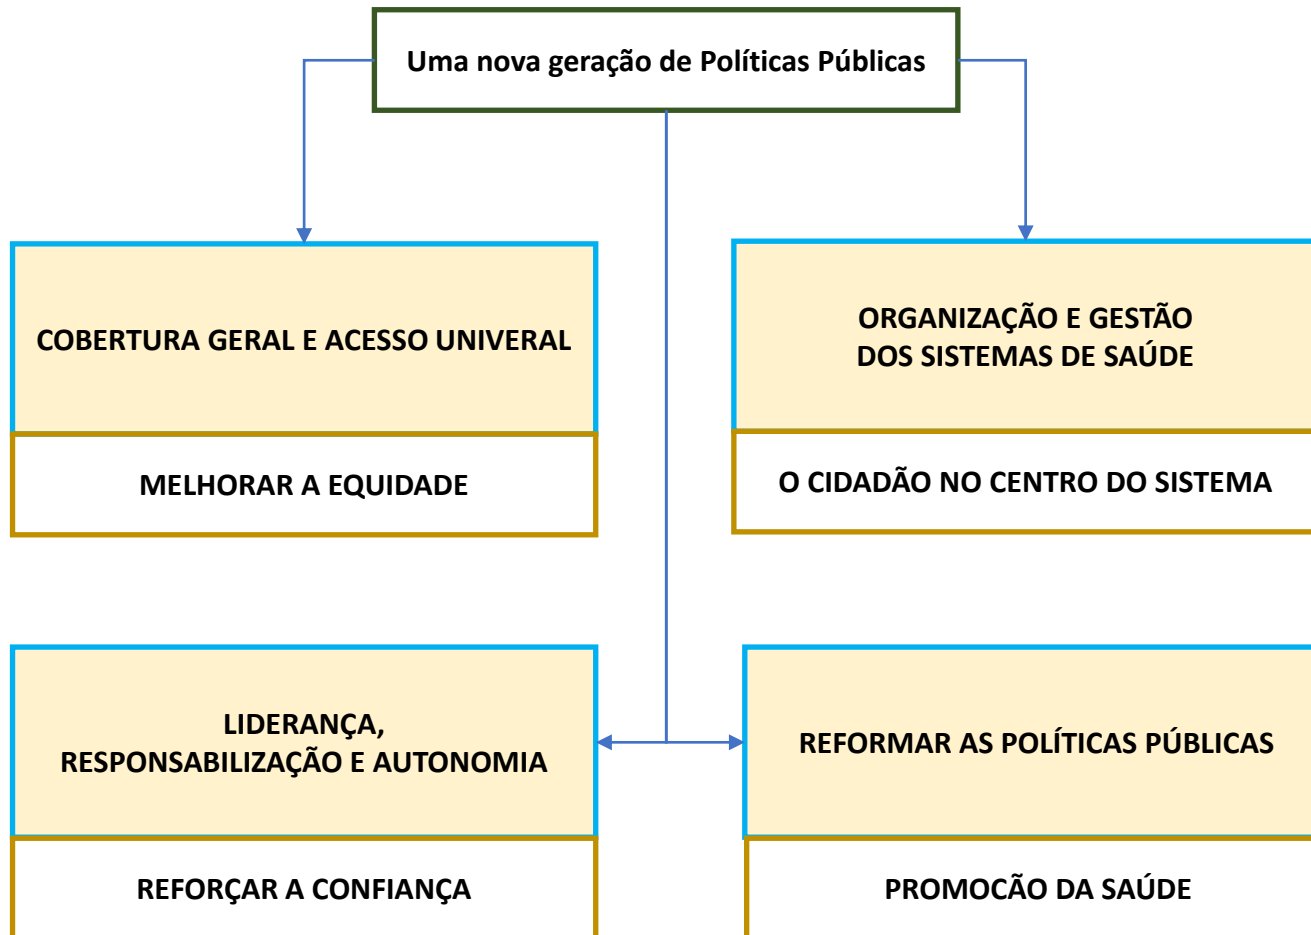 Uma nova geração de Políticas Públicas
COBERTURA GERAL E ACESSO UNIVERAL
MELHORAR A EQUIDADE
ORGANIZAÇÃO E GESTÃO
DOS SISTEMAS DE SAÚDE
O CIDADÃO NO CENTRO DO SISTEMA
LIDERANÇA,
RESPONSABILIZAÇÃO E AUTONOMIA
REFORÇAR A CONFIANÇA
REFORMAR AS POLÍTICAS PÚBLICAS
PROMOCÃO DA SAÚDE